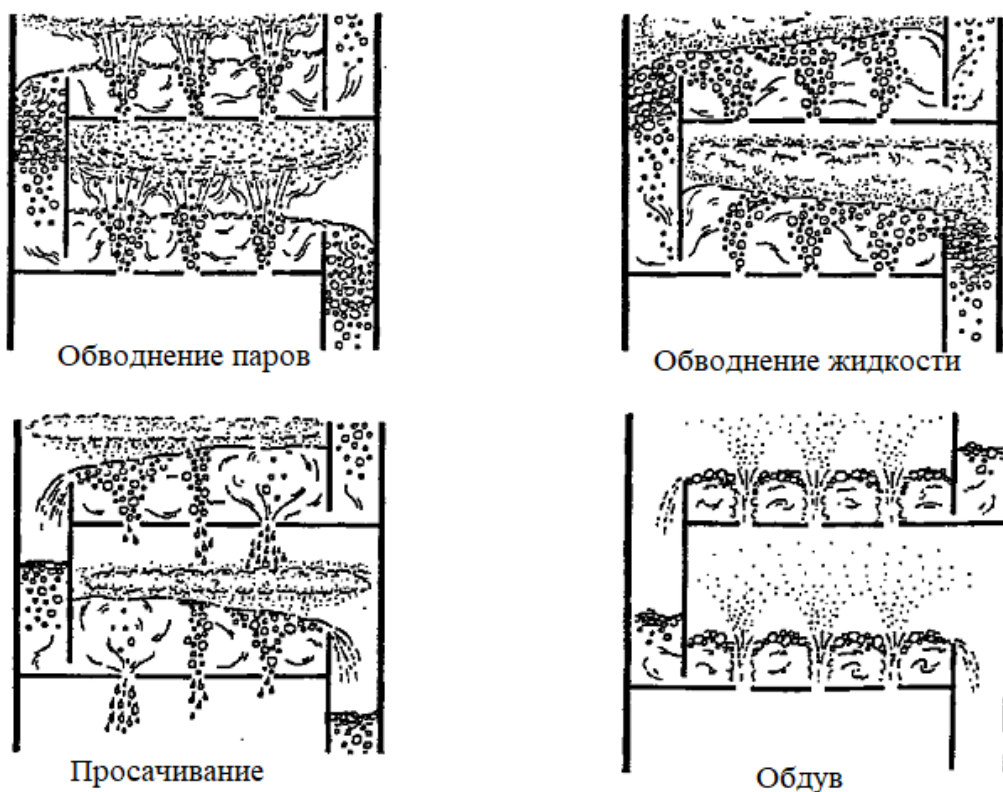 Обводнение паров
Обводнение жидкости
Просачивание
Обдув